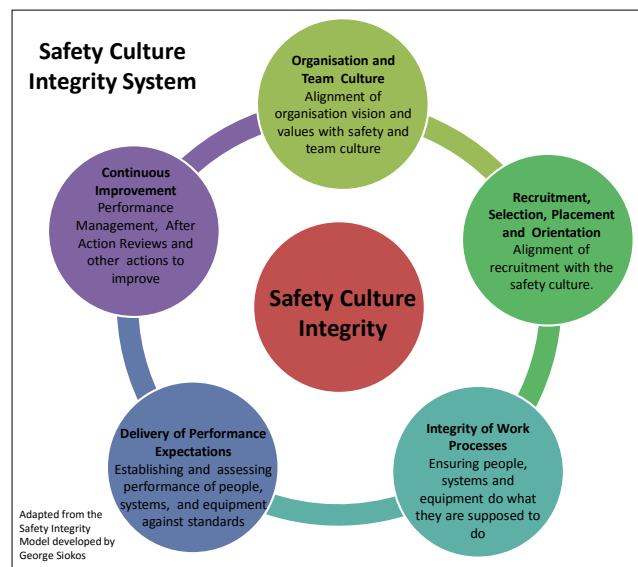 Safety Culture
Integrity System
Organisation and
Team Culture
Alignment of
organisation vision and
values with safety and
team culture
Recruitment,
Selection, Placement
and Orientation
Alignment of
recruitment with the
safety culture.
Integrity of Work
Processes
Ensuring people,
systems and
equipment do what
they are supposed to
do
Delivery of Performance
Expectations
Establishing and assessing
performance of people,
systems, and equipment
against standards
Continuous
Improvement
Performance
Management, After
Action Reviews and
other actions to
improve
Safety Culture
Integrity
Adapted from the
Safety Integrity
Model developed by
George Siokos